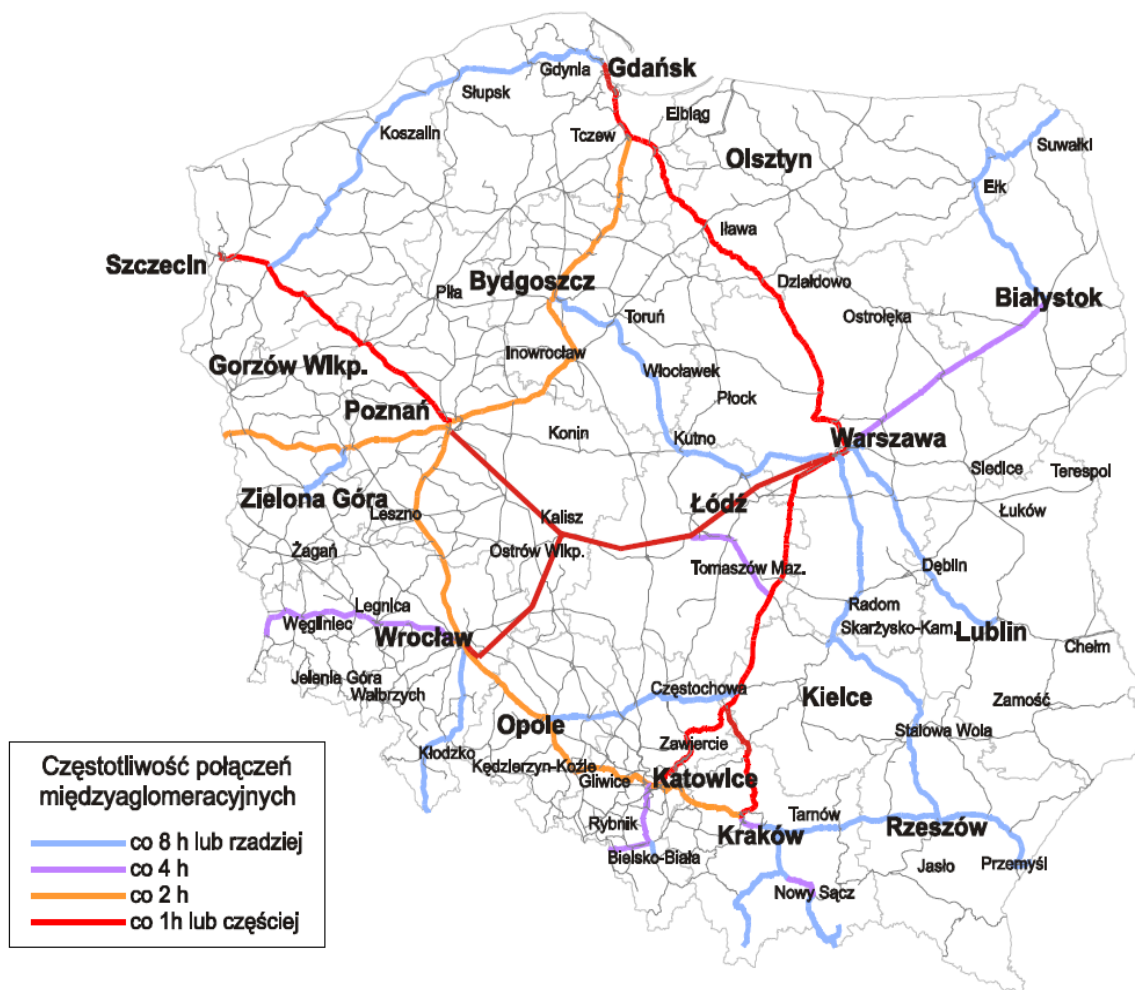 Gdynia
Gdańsk
Słupsk
Elbląg
Koszalin
Tczew
Olsztyn
Suwałki
Ełk
Iława
Szczecin
Działdowo
Bydgoszcz
Piła
Białystok
Toruń
Ostrołęka
Inowrocław
Gorzów Wlkp.
Włocławek
Płock
Poznań
Konin
Kutno
Warszawa
Siedlce
Terespol
Zielona Góra
Łódź
Leszno
Kalisz
Łuków
Ostrów Wlkp.
Żagań
Tomaszów Maz.
Dęblin
Legnica
Radom
Węgliniec
Skarżysko-Kam.
Lublin
Wrocław
Chełm
Jelenia Góra
Wałbrzych
Częstochowa
Kielce
Zamość
Opole
Stalowa Wola
Zawiercie
Kłodzko
Kędzierzyn-Koźle
Gliwice
Katowice
Tarnów
Rybnik
Kraków
Rzeszów
Bielsko-Biała
Jasło
Przemyśl
Nowy Sącz
Częstotliwość połączeń
międzyaglomeracyjnych
co 8 h lub rzadziej
co 4 h
co 2 h
co 1h lub częściej